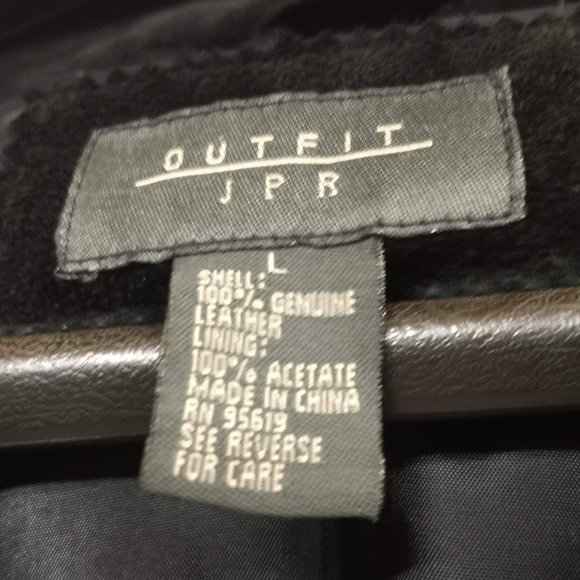 OUTFIT
JPR
L
SHELL:
100% GENUINE
LEATHER
LINING:
100% ACETATE
MADE IN CHINA
RN 95619
SEE REVERSE
FOR CARE